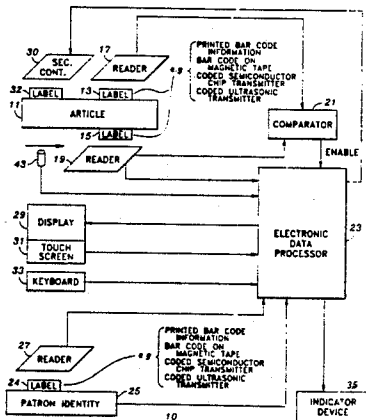 30
SEC.
CONT.
17
READER
e.g.
PRINTED BAR CODE
INFORMATION
BAR CODE ON
MAGNETIC TAPE
CODED SEMICONDUCTOR
CHIP TRANSMITTER
CODED ULTRASONIC
TRANSMITTER
32
LABEL
13
LABEL
11
ARTICLE
15
LABEL
21
COMPARATOR
43
19
READER
ENABLE
29
DISPLAY
31
TOUCH
SCREEN
33
KEYBOARD
ELECTRONIC
DATA
PROCESSOR
23
27
READER
e.g.
PRINTED BAR CODE
INFORMATION
BAR CODE ON
MAGNETIC TAPE
CODED SEMICONDUCTOR
CHIP TRANSMITTER
CODED ULTRASONIC
TRANSMITTER
24
LABEL
25
PATRON IDENTITY
10
35
INDICATOR
DEVICE